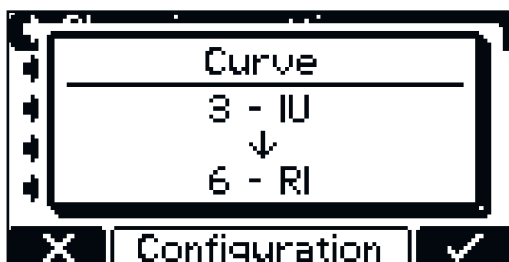 Curve
3 - IU
↓
6 - RI
Configuration